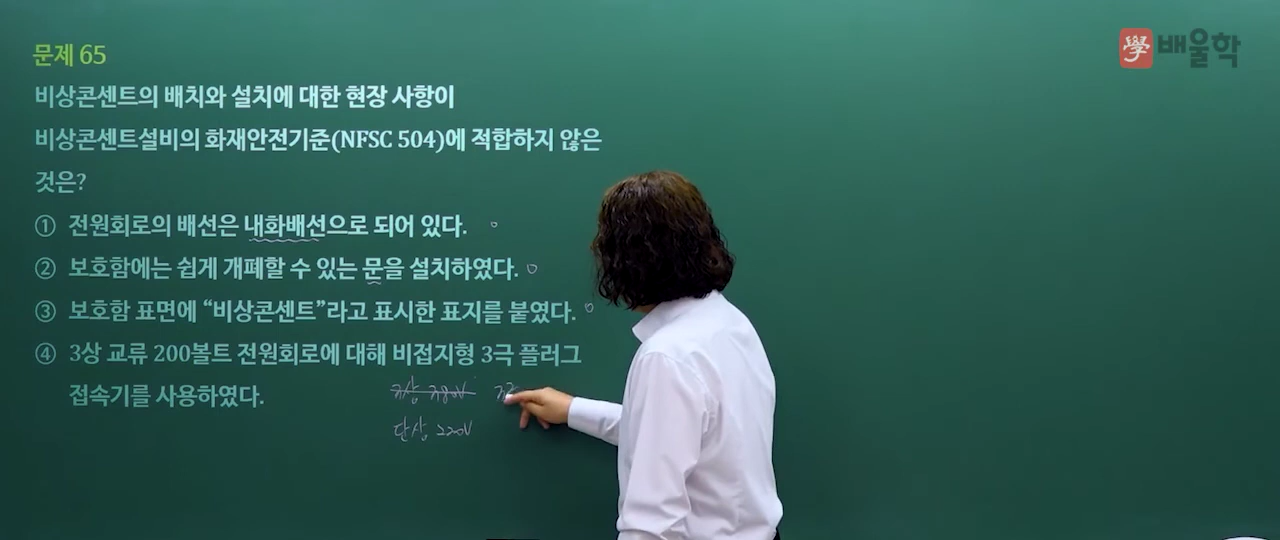 學 배울학
문제 65
비상콘센트의 배치와 설치에 대한 현장 사항이
비상콘센트설비의 화재안전기준(NFSC 504)에 적합하지 않은
것은?
① 전원회로의 배선은 내화배선으로 되어 있다.
② 보호함에는 쉽게 개폐할 수 있는 문을 설치하였다.
③ 보호함 표면에 “비상콘센트”라고 표시한 표지를 붙였다.
④ 3상 교류 200볼트 전원회로에 대해 비접지형 3극 플러그
접속기를 사용하였다.
3상 380V
단상 220V